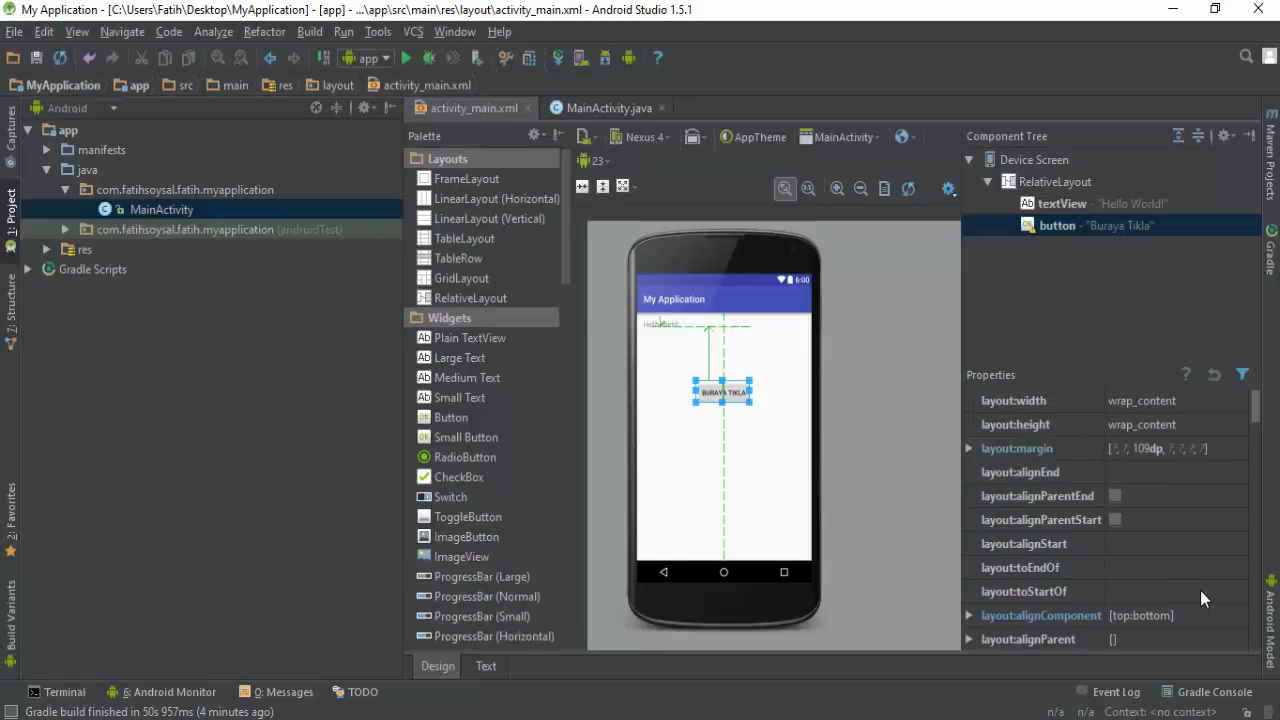 My Application - [C:\Users\Fatih\Desktop\MyApplication] - [app] - ...\app\src\main\res\layout\activity_main.xml - Android Studio 1.5.1
File Edit View Navigate Code Analyze Refactor Build Run Tools VCS Window Help
app
MyApplication app src main res layout activity_main.xml
Android
activity_main.xml MainActivity.java
Captures
1: Project
7: Structure
2: Favorites
Build Variants
app
manifests
java
com.fatihsoysal.fatih.myapplication
MainActivity
com.fatihsoysal.fatih.myapplication (androidTest)
res
Gradle Scripts
Palette
Layouts
FrameLayout
LinearLayout (Horizontal)
LinearLayout (Vertical)
TableLayout
TableRow
GridLayout
RelativeLayout
Widgets
Plain TextView
Large Text
Medium Text
Small Text
Button
Small Button
RadioButton
CheckBox
Switch
ToggleButton
ImageButton
ImageView
ProgressBar (Large)
ProgressBar (Normal)
ProgressBar (Small)
ProgressBar (Horizontal)
Nexus 4 AppTheme MainActivity
23
6:00
My Application
Hello World!
BURAYA TIKLA
Design Text
Component Tree
Device Screen
RelativeLayout
textView - "Hello World!"
button - "Buraya Tikla"
Properties
layout:width wrap_content
layout:height wrap_content
layout:margin [?, ?, 109dp, ?, ?, ?, ?]
layout:alignEnd
layout:alignParentEnd
layout:alignParentStart
layout:alignStart
layout:toEndOf
layout:toStartOf
layout:alignComponent [top:bottom]
layout:alignParent []
Maven Projects
Gradle
Android Model
Terminal 6: Android Monitor 0: Messages TODO Event Log Gradle Console
Gradle build finished in 50s 957ms (4 minutes ago) n/a n/a Context: <no context>